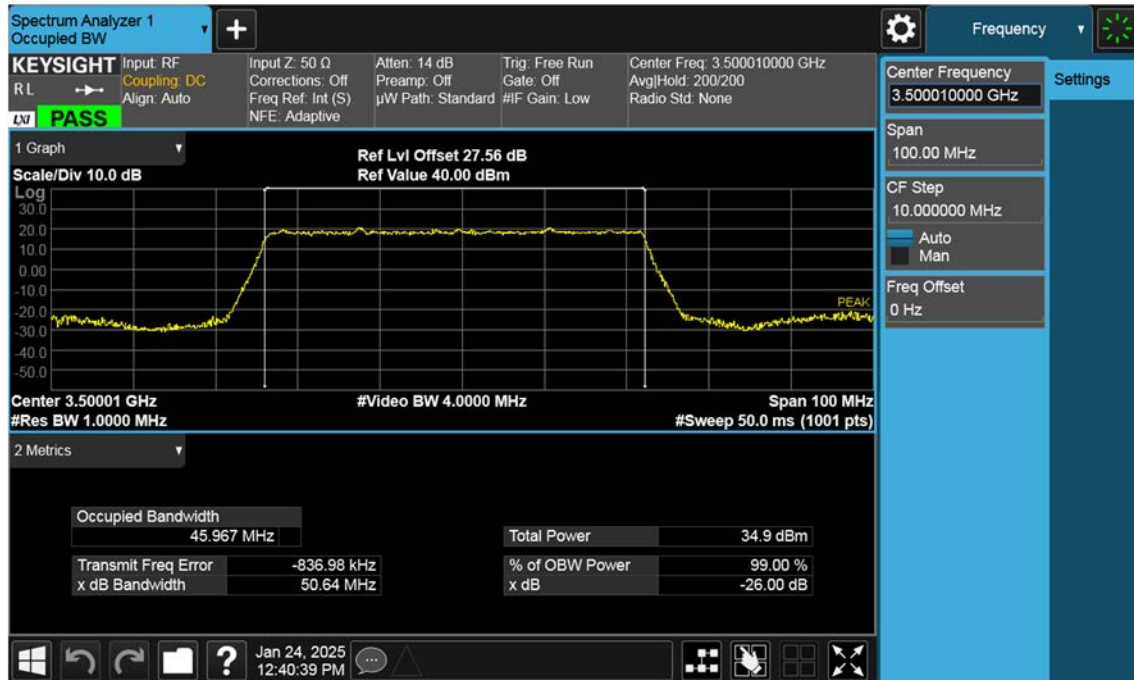 Spectrum Analyzer 1
Occupied BW
+
Frequency
KEYSIGHT
R L
LXI
PASS
Input: RF
Coupling: DC
Align: Auto
Input Z: 50 Ω
Corrections: Off
Freq Ref: Int (S)
NFE: Adaptive
Atten: 14 dB
Preamp: Off
µW Path: Standard
Trig: Free Run
Gate: Off
#IF Gain: Low
Center Freq: 3.500010000 GHz
Avg|Hold: 200/200
Radio Std: None
Center Frequency
3.500010000 GHz
Settings
Span
100.00 MHz
CF Step
10.000000 MHz
Auto
Man
Freq Offset
0 Hz
1 Graph
Scale/Div 10.0 dB
Ref Lvl Offset 27.56 dB
Ref Value 40.00 dBm
Log
30.0
20.0
10.0
0.00
-10.0
-20.0
-30.0
-40.0
-50.0
PEAK
Center 3.50001 GHz
#Res BW 1.0000 MHz
#Video BW 4.0000 MHz
Span 100 MHz
#Sweep 50.0 ms (1001 pts)
2 Metrics
Occupied Bandwidth
45.967 MHz
Transmit Freq Error -836.98 kHz
x dB Bandwidth 50.64 MHz
Total Power 34.9 dBm
% of OBW Power 99.00 %
x dB -26.00 dB
?
Jan 24, 2025
12:40:39 PM